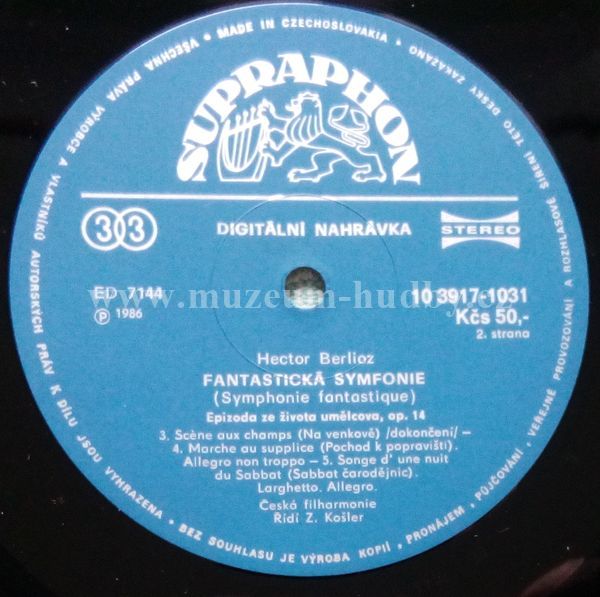 VŠECHNA PRÁVA VÝROBCE A VLASTNÍKŮ AUTORSKÝCH PRÁV K DÍLU JSOU VYHRAZENA • BEZ SOUHLASU JE VÝROBA KOPIÍ, PRONÁJEM, PŮJČOVÁNÍ, VEŘEJNÉ PROVOZOVÁNÍ A ROZHLASOVÉ ŠÍŘENÍ TÉTO DESKY ZAKÁZÁNO • MADE IN CZECHOSLOVAKIA •
SUPRAPHON
33 DIGITÁLNÍ NAHRÁVKA STEREO
ED 7144 10 3917-1031
Ⓟ 1986 Kčs 50,-
2. strana
www.muzeum-hudby.cz
Hector Berlioz
FANTASTICKÁ SYMFONIE
(Symphonie fantastique)
Epizoda ze života umělcova, op. 14
3. Scène aux champs (Na venkově) /dokončení/ –
4. Marche au supplice (Pochod k popravišti).
Allegro non troppo – 5. Songe d' une nuit
du Sabbat (Sabbat čarodějnic).
Larghetto. Allegro.
Česká filharmonie
Řídí Z. Košler